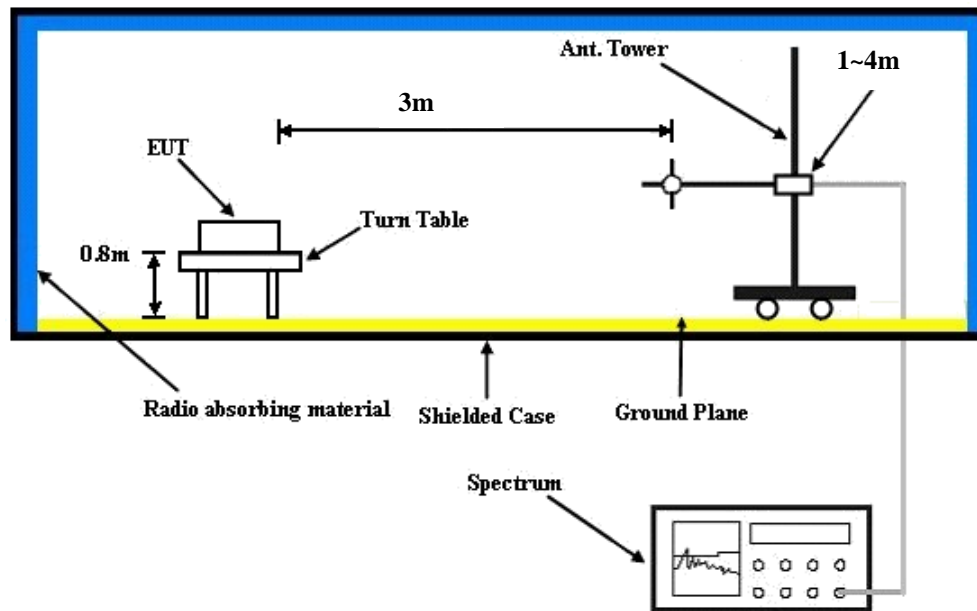 Ant. Tower
1~4m
3m
EUT
Turn Table
0.8m
Radio absorbing material
Shielded Case
Ground Plane
Spectrum